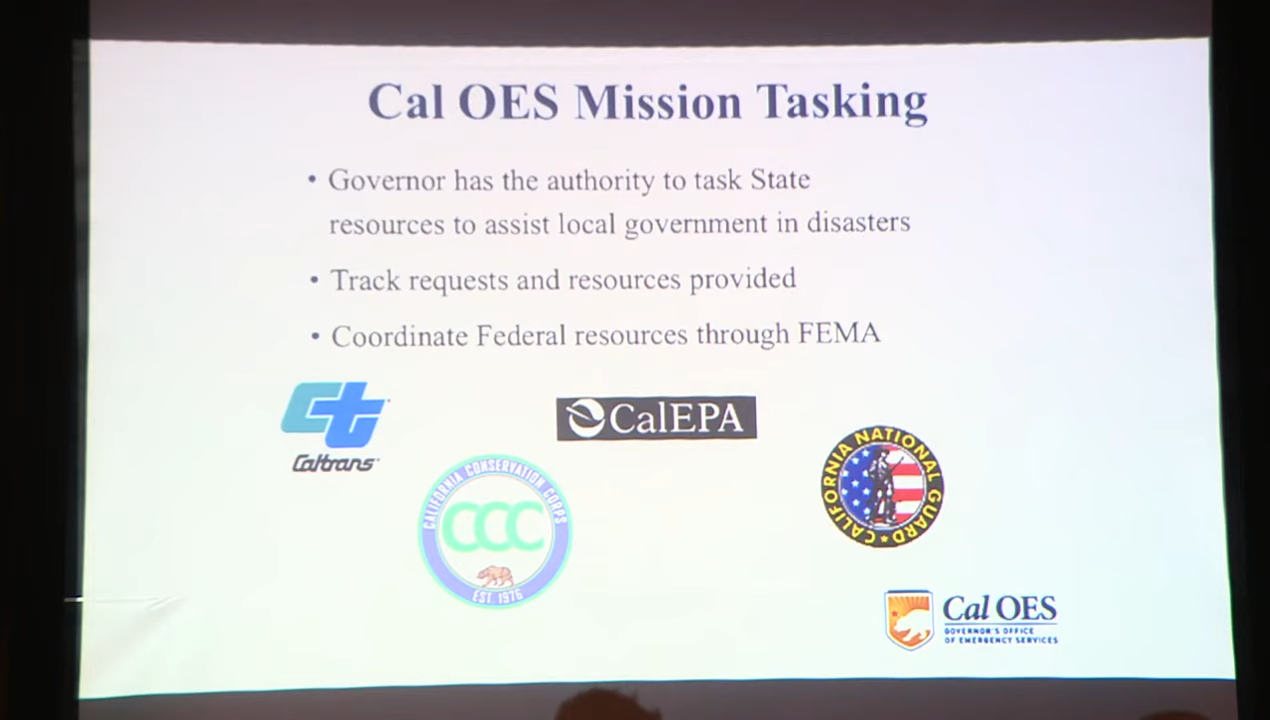 Cal OES Mission Tasking
• Governor has the authority to task State
resources to assist local government in disasters
• Track requests and resources provided
• Coordinate Federal resources through FEMA
Ct
Caltrans
CalEPA
CALIFORNIA CONSERVATION CORPS
CCC
EST. 1976
CALIFORNIA NATIONAL GUARD
Cal OES
GOVERNOR'S OFFICE
OF EMERGENCY SERVICES